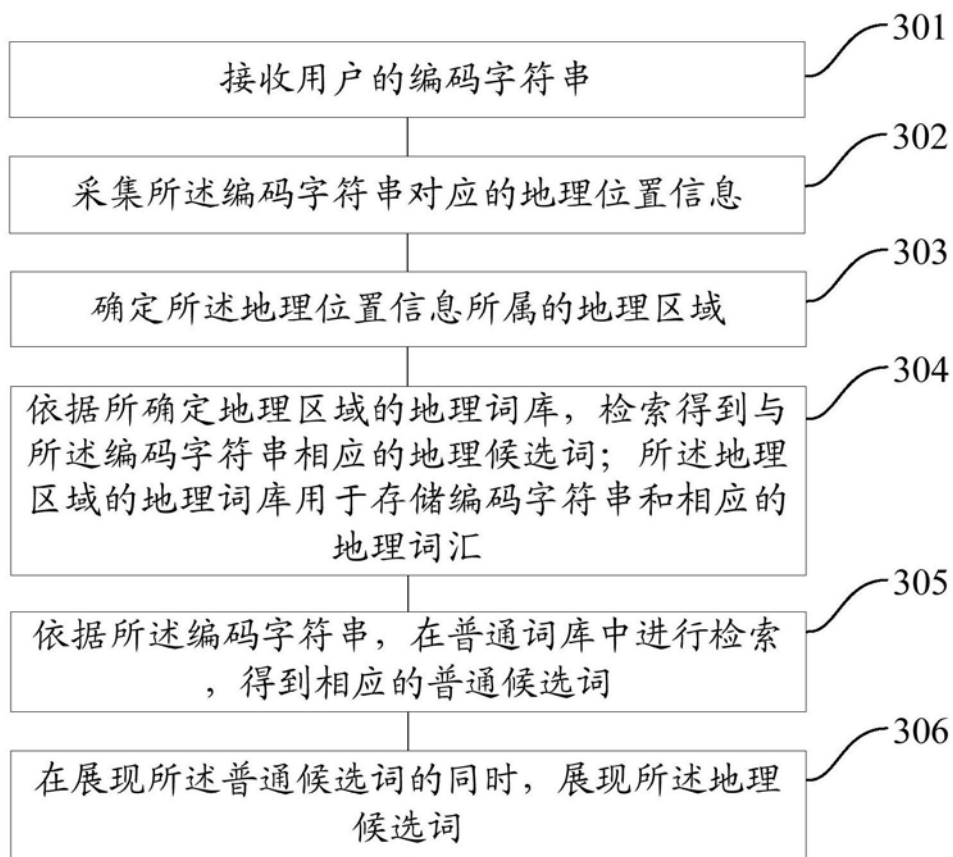 301
接收用户的编码字符串
302
采集所述编码字符串对应的地理位置信息
303
确定所述地理位置信息所属的地理区域
304
依据所确定地理区域的地理词库，检索得到与
所述编码字符串相应的地理候选词；所述地理
区域的地理词库用于存储编码字符串和相应的
地理词汇
305
依据所述编码字符串，在普通词库中进行检索
，得到相应的普通候选词
306
在展现所述普通候选词的同时，展现所述地理
候选词